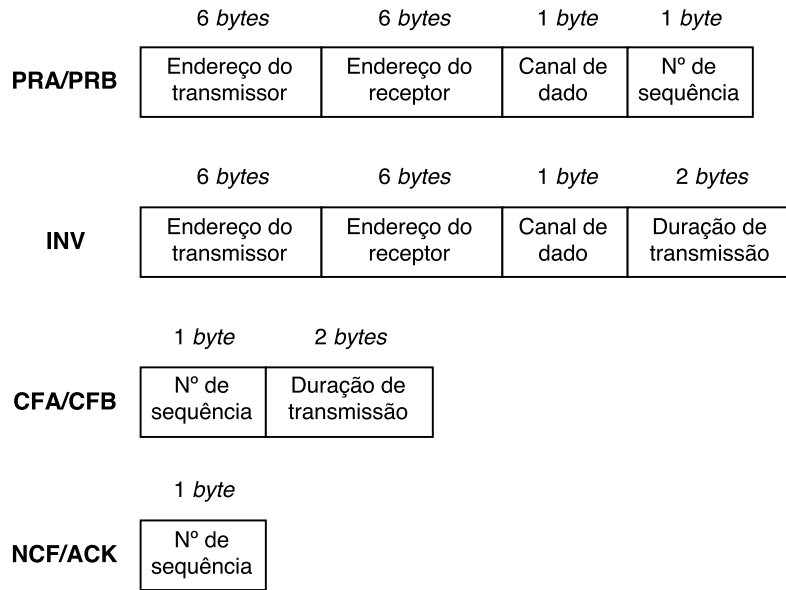 6 bytes 6 bytes 1 byte 1 byte
PRA/PRB
Endereço do Endereço do Canal de Nº de
transmissor receptor dado sequência
6 bytes 6 bytes 1 byte 2 bytes
INV
Endereço do Endereço do Canal de Duração de
transmissor receptor dado transmissão
1 byte 2 bytes
CFA/CFB
Nº de Duração de
sequência transmissão
1 byte
NCF/ACK
Nº de
sequência